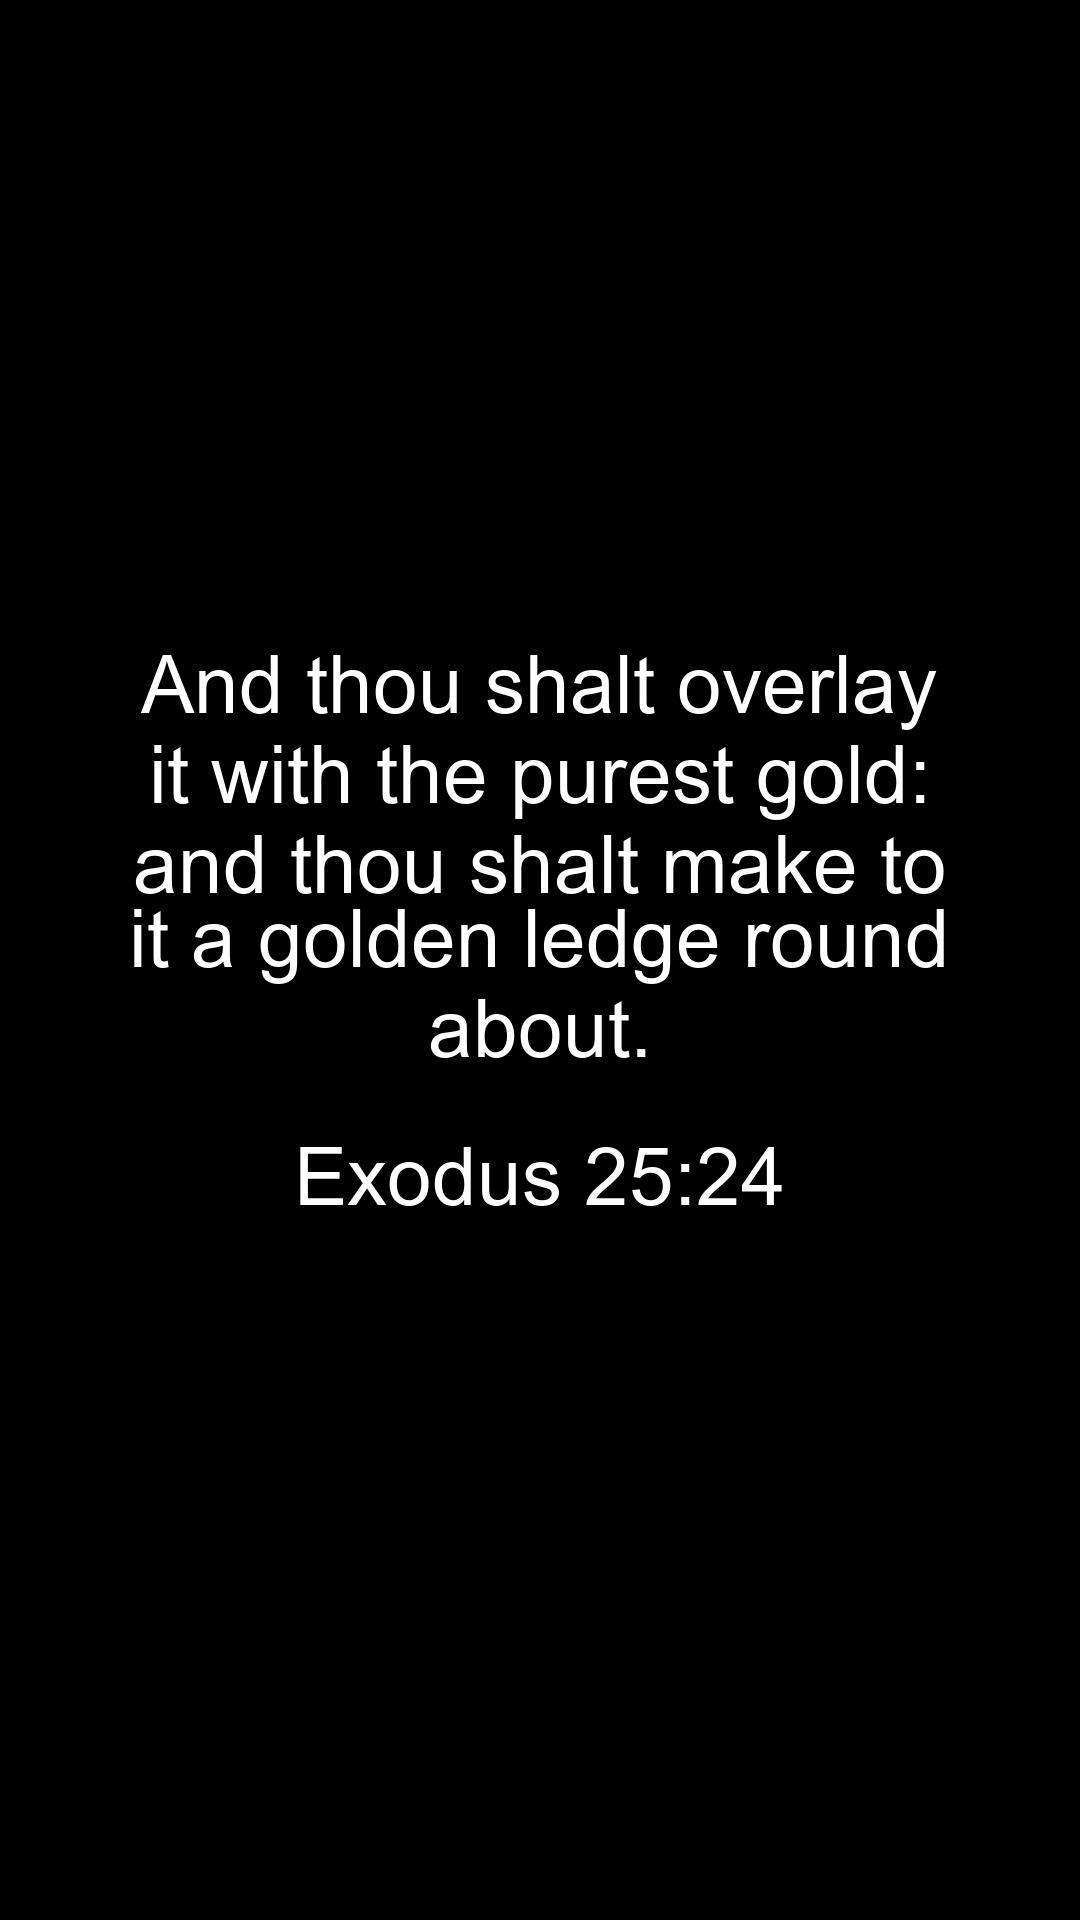 And thou shalt overlay
it with the purest gold:
and thou shalt make to
it a golden ledge round
about.
Exodus 25:24